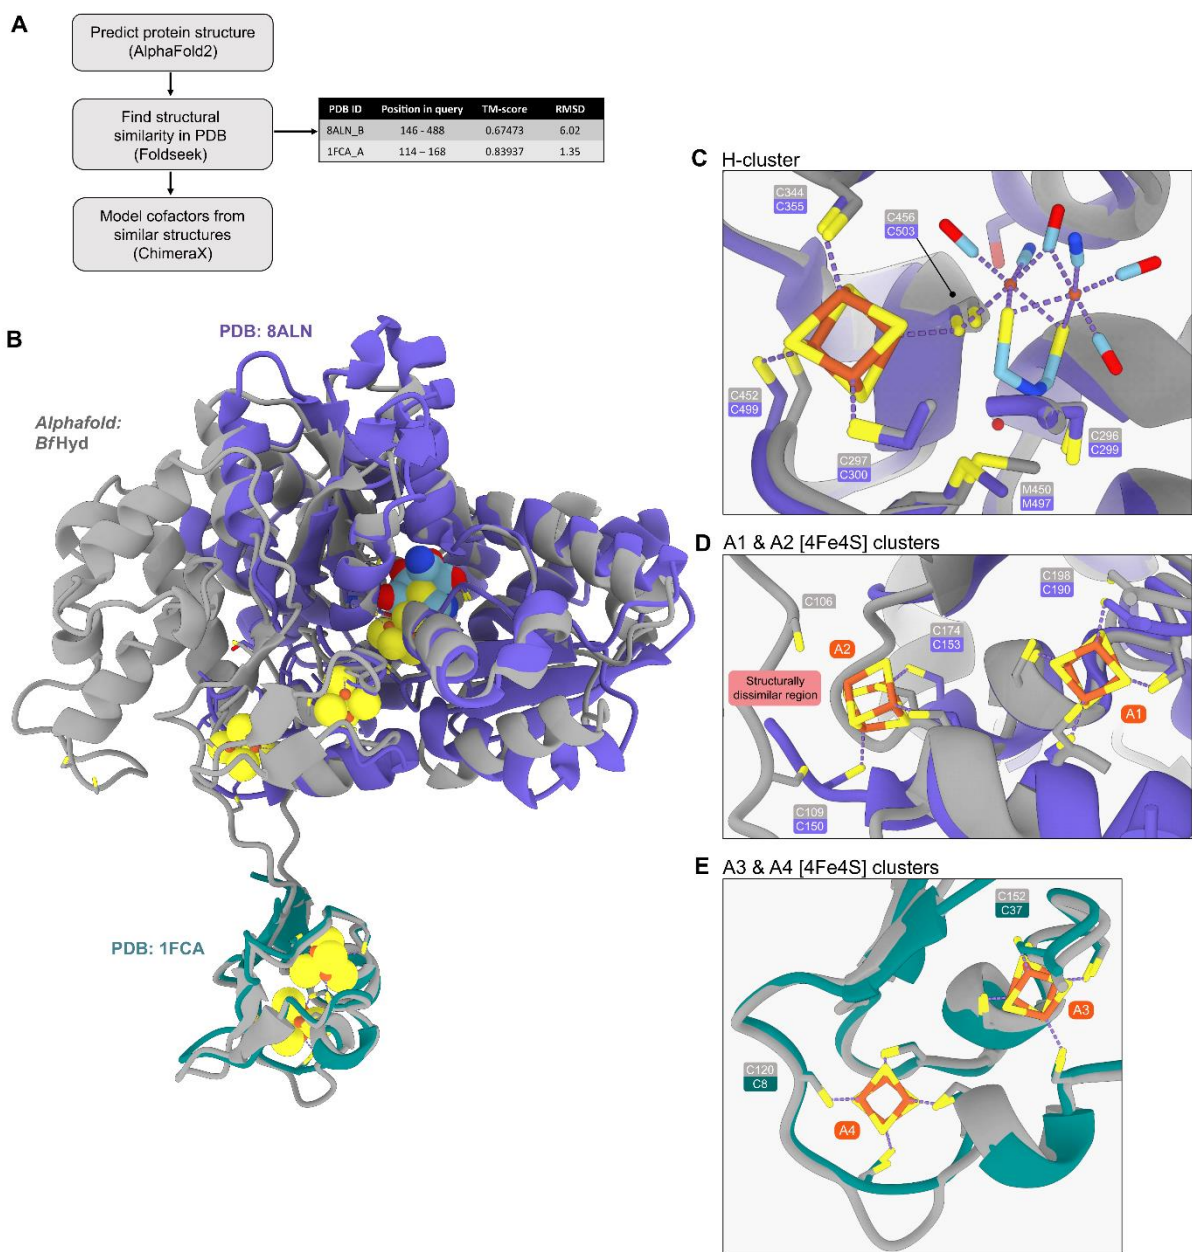 A
Predict protein structure
(AlphaFold2)
Find structural
similarity in PDB
(Foldseek)
Model cofactors from
similar structures
(ChimeraX)
PDB ID Position in query TM-score RMSD
8ALN_B 146 - 488 0.67473 6.02
1FCA_A 114 – 168 0.83937 1.35
B
PDB: 8ALN
Alphafold:
BfHyd
PDB: 1FCA
C H-cluster
C344
C355
C456
C503
C452
C499
C297
C300
C296
C299
M450
M497
D A1 & A2 [4Fe4S] clusters
C106
C198
C190
A2
C174
C153
Structurally
dissimilar region
A1
C109
C150
E A3 & A4 [4Fe4S] clusters
C152
C37
A3
C120
C8
A4